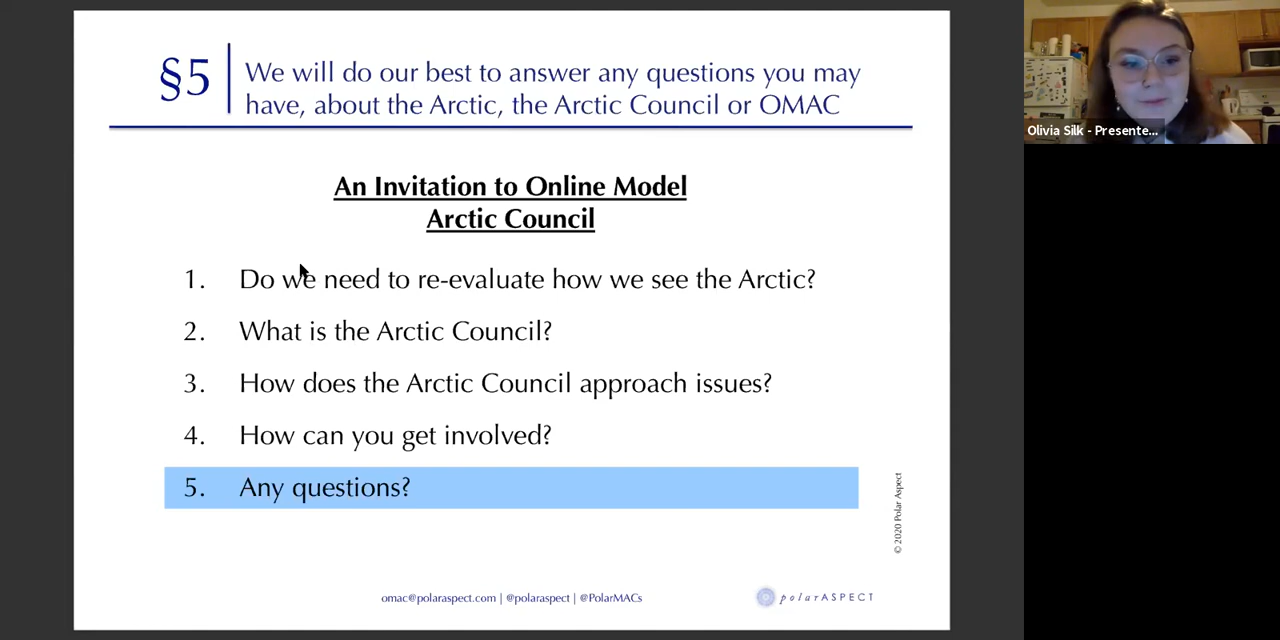 §5
We will do our best to answer any questions you may
have, about the Arctic, the Arctic Council or OMAC
An Invitation to Online Model
Arctic Council
1. Do we need to re-evaluate how we see the Arctic?
2. What is the Arctic Council?
3. How does the Arctic Council approach issues?
4. How can you get involved?
5. Any questions?
© 2020 Polar Aspect
omac@polaraspect.com | @polaraspect | @PolarMACs
polarASPECT
Olivia Silk - Presente...